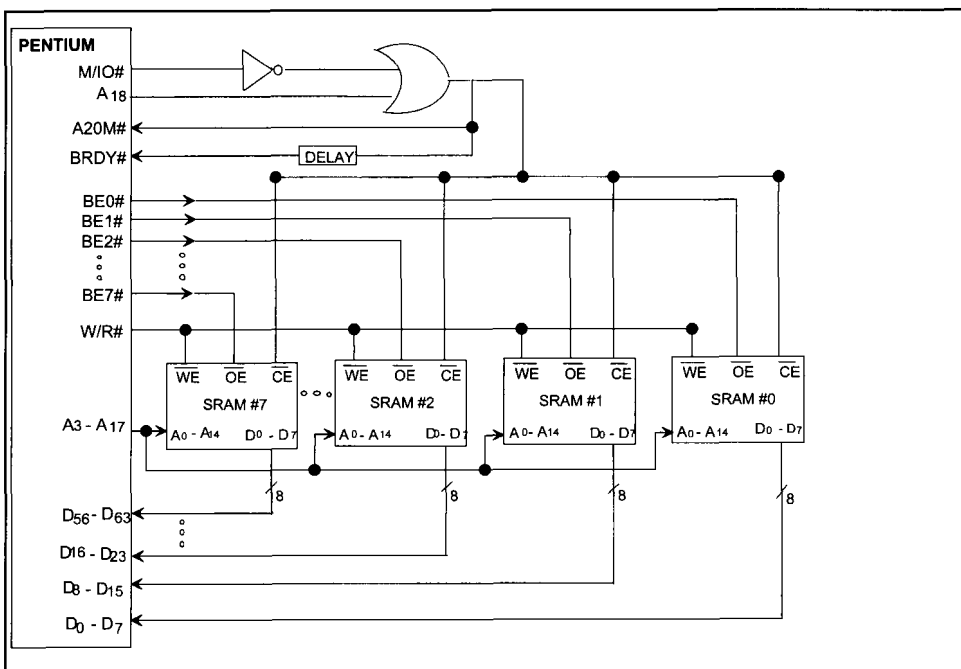 PENTIUM
M/IO#
A18
A20M#
BRDY#
DELAY
BE0#
BE1#
BE2#
BE7#
W/R#
WE OE CE
SRAM #7
A0 - A14 D0 - D7
WE OE CE
SRAM #2
A0 - A14 D0 - D7
WE OE CE
SRAM #1
A0 - A14 D0 - D7
WE OE CE
SRAM #0
A0 - A14 D0 - D7
A3 - A17
8
8
8
8
D56 - D63
D16 - D23
D8 - D15
D0 - D7